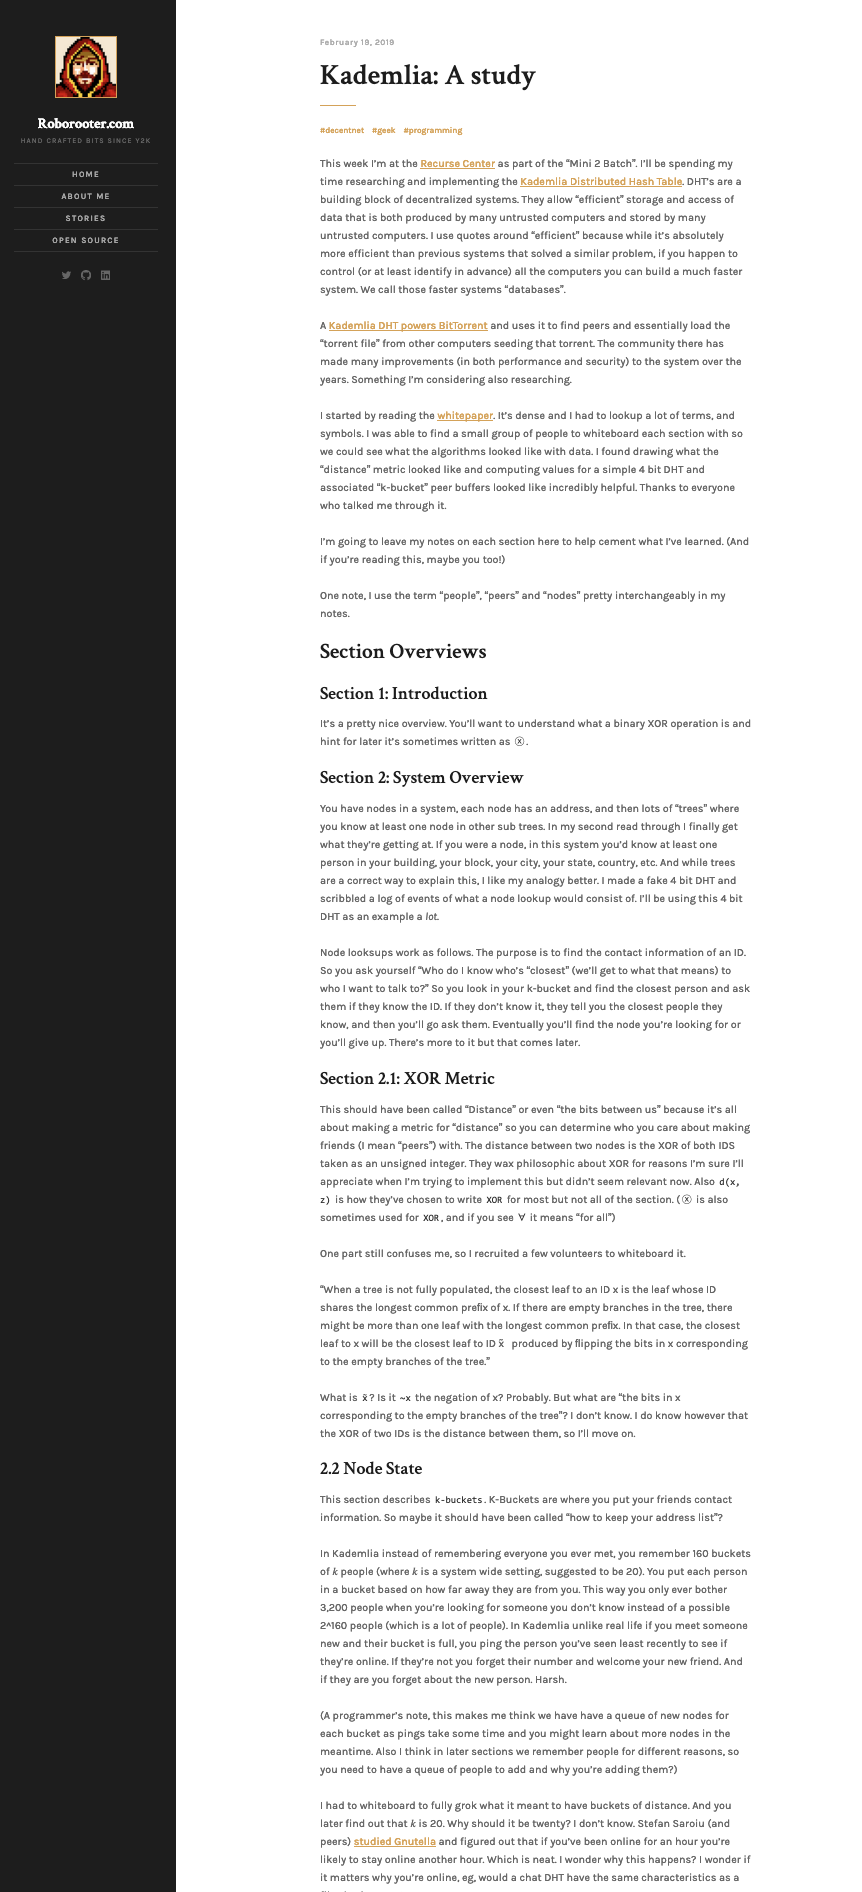 Roborooter.com
HAND CRAFTED BITS SINCE Y2K
HOME
ABOUT ME
STORIES
OPEN SOURCE
February 19, 2019
Kademlia: A study
#decentnet #geek #programming
This week I'm at the Recurse Center as part of the “Mini 2 Batch”. I'll be spending my
time researching and implementing the Kademlia Distributed Hash Table. DHT's are a
building block of decentralized systems. They allow “efficient” storage and access of
data that is both produced by many untrusted computers and stored by many
untrusted computers. I use quotes around “efficient” because while it's absolutely
more efficient than previous systems that solved a similar problem, if you happen to
control (or at least identify in advance) all the computers you can build a much faster
system. We call those faster systems “databases”.
A Kademlia DHT powers BitTorrent and uses it to find peers and essentially load the
“torrent file” from other computers seeding that torrent. The community there has
made many improvements (in both performance and security) to the system over the
years. Something I'm considering also researching.
I started by reading the whitepaper. It's dense and I had to lookup a lot of terms, and
symbols. I was able to find a small group of people to whiteboard each section with so
we could see what the algorithms looked like with data. I found drawing what the
“distance” metric looked like and computing values for a simple 4 bit DHT and
associated “k-bucket” peer buffers looked like incredibly helpful. Thanks to everyone
who talked me through it.
I'm going to leave my notes on each section here to help cement what I've learned. (And
if you're reading this, maybe you too!)
One note, I use the term “people”, “peers” and “nodes” pretty interchangeably in my
notes.
Section Overviews
Section 1: Introduction
It's a pretty nice overview. You'll want to understand what a binary XOR operation is and
hint for later it's sometimes written as ⓧ.
Section 2: System Overview
You have nodes in a system, each node has an address, and then lots of “trees” where
you know at least one node in other sub trees. In my second read through I finally get
what they're getting at. If you were a node, in this system you'd know at least one
person in your building, your block, your city, your state, country, etc. And while trees
are a correct way to explain this, I like my analogy better. I made a fake 4 bit DHT and
scribbled a log of events of what a node lookup would consist of. I'll be using this 4 bit
DHT as an example a lot.
Node looksups work as follows. The purpose is to find the contact information of an ID.
So you ask yourself “Who do I know who's “closest” (we'll get to what that means) to
who I want to talk to?” So you look in your k-bucket and find the closest person and ask
them if they know the ID. If they don't know it, they tell you the closest people they
know, and then you'll go ask them. Eventually you'll find the node you're looking for or
you'll give up. There's more to it but that comes later.
Section 2.1: XOR Metric
This should have been called “Distance” or even “the bits between us” because it's all
about making a metric for “distance” so you can determine who you care about making
friends (I mean “peers”) with. The distance between two nodes is the XOR of both IDS
taken as an unsigned integer. They wax philosophic about XOR for reasons I'm sure I'll
appreciate when I'm trying to implement this but didn't seem relevant now. Also d(x,
z) is how they've chosen to write XOR for most but not all of the section. (ⓧ is also
sometimes used for XOR, and if you see ∀ it means “for all”)
One part still confuses me, so I recruited a few volunteers to whiteboard it.
“When a tree is not fully populated, the closest leaf to an ID x is the leaf whose ID
shares the longest common prefix of x. If there are empty branches in the tree, there
might be more than one leaf with the longest common prefix. In that case, the closest
leaf to x will be the closest leaf to ID x̃ produced by flipping the bits in x corresponding
to the empty branches of the tree.”
What is x̃? Is it ~x the negation of x? Probably. But what are “the bits in x
corresponding to the empty branches of the tree”? I don't know. I do know however that
the XOR of two IDs is the distance between them, so I'll move on.
2.2 Node State
This section describes k-buckets. K-Buckets are where you put your friends contact
information. So maybe it should have been called “how to keep your address list”?
In Kademlia instead of remembering everyone you ever met, you remember 160 buckets
of k people (where k is a system wide setting, suggested to be 20). You put each person
in a bucket based on how far away they are from you. This way you only ever bother
3,200 people when you're looking for someone you don't know instead of a possible
2^160 people (which is a lot of people). In Kademlia unlike real life if you meet someone
new and their bucket is full, you ping the person you've seen least recently to see if
they're online. If they're not you forget their number and welcome your new friend. And
if they are you forget about the new person. Harsh.
(A programmer's note, this makes me think we have have a queue of new nodes for
each bucket as pings take some time and you might learn about more nodes in the
meantime. Also I think in later sections we remember people for different reasons, so
you need to have a queue of people to add and why you're adding them?)
I had to whiteboard to fully grok what it meant to have buckets of distance. And you
later find out that k is 20. Why should it be twenty? I don't know. Stefan Saroiu (and
peers) studied Gnutella and figured out that if you've been online for an hour you're
likely to stay online another hour. Which is neat. I wonder why this happens? I wonder if
it matters why you're online, eg, would a chat DHT have the same characteristics as a